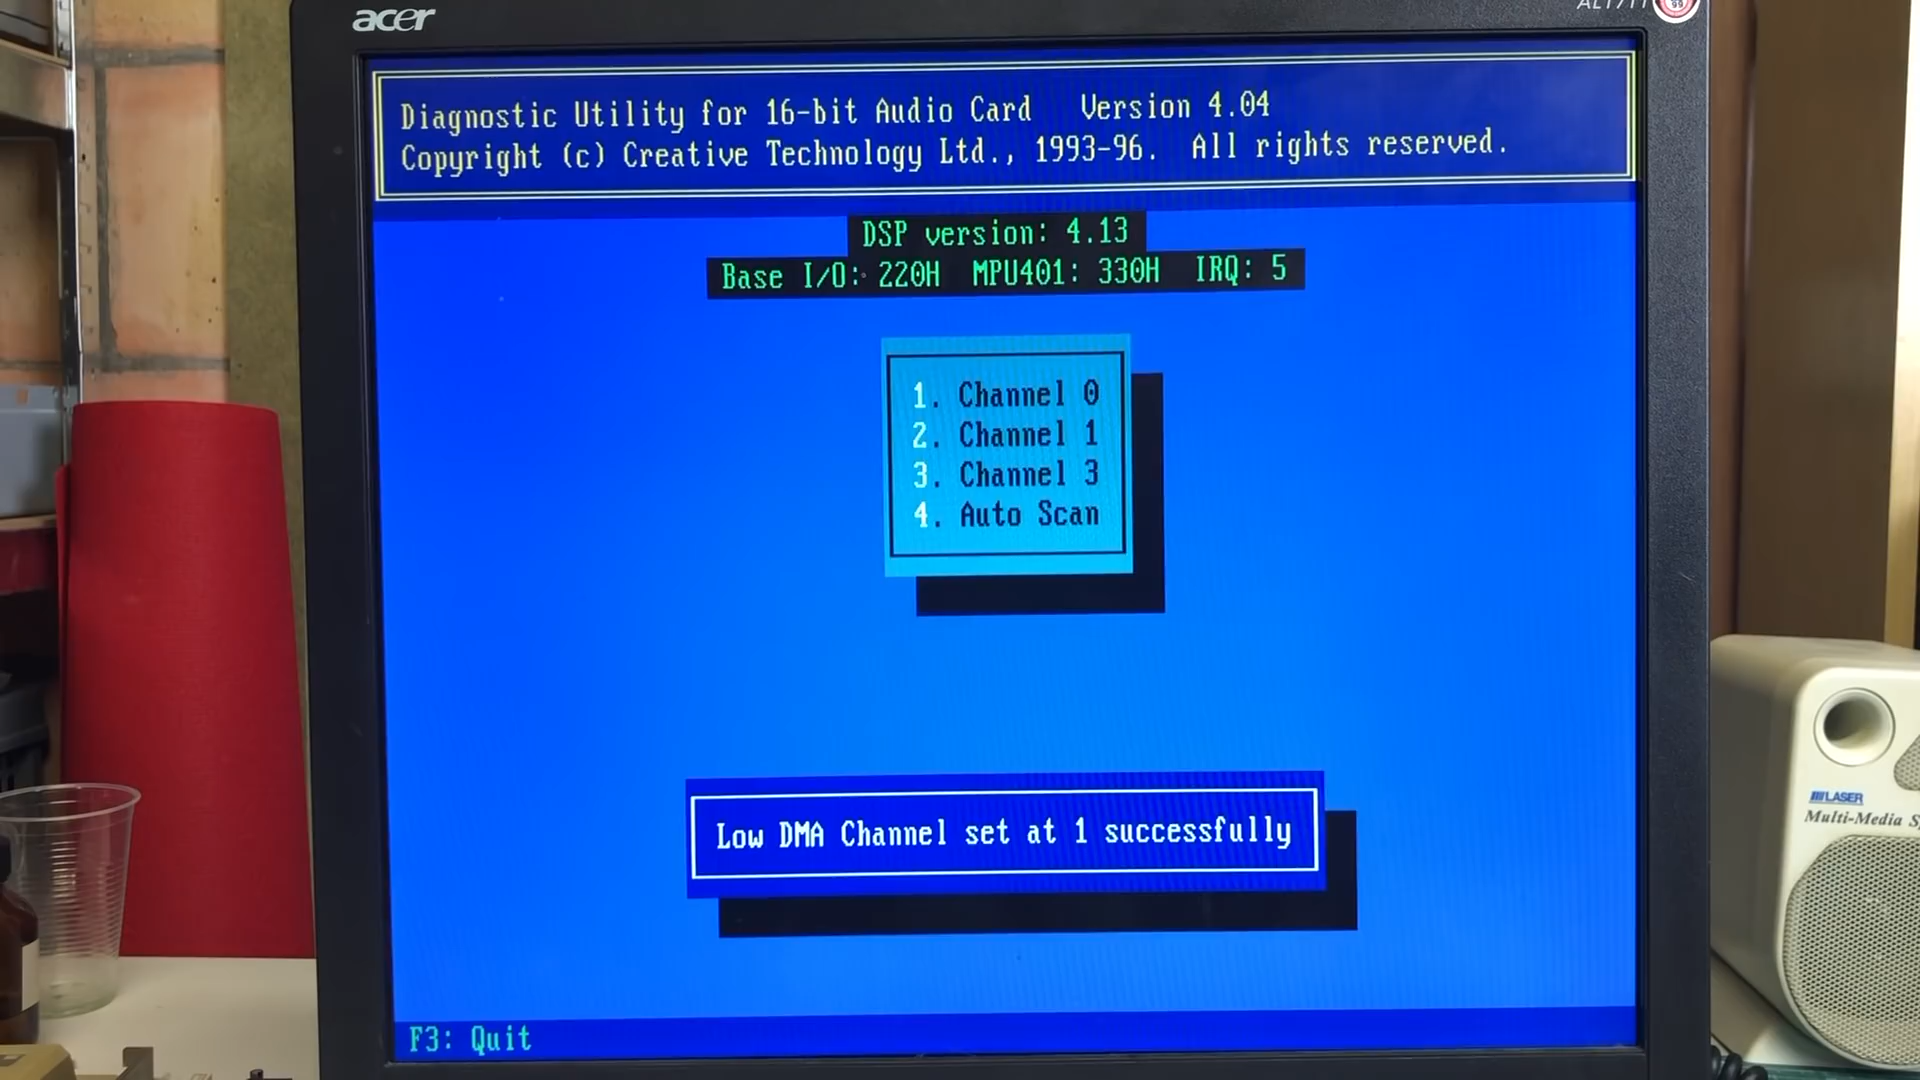 acer
Diagnostic Utility for 16-bit Audio Card Version 4.04
Copyright (c) Creative Technology Ltd., 1993-96. All rights reserved.
DSP version: 4.13
Base I/O: 220H MPU401: 330H IRQ: 5
1. Channel 0
2. Channel 1
3. Channel 3
4. Auto Scan
Low DMA Channel set at 1 successfully
F3: Quit
LASER
Multi-Media